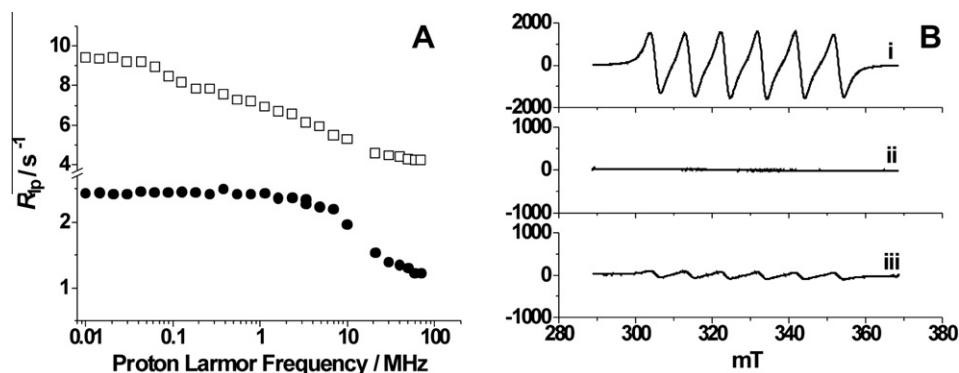 A
10
8
6
4
2
1
R1p/s-1
0.01 0.1 1 10 100
Proton Larmor Frequency / MHz
B
2000
0
-2000
i
1000
0
-1000
ii
1000
0
-1000
iii
280 300 320 340 360 380
mT